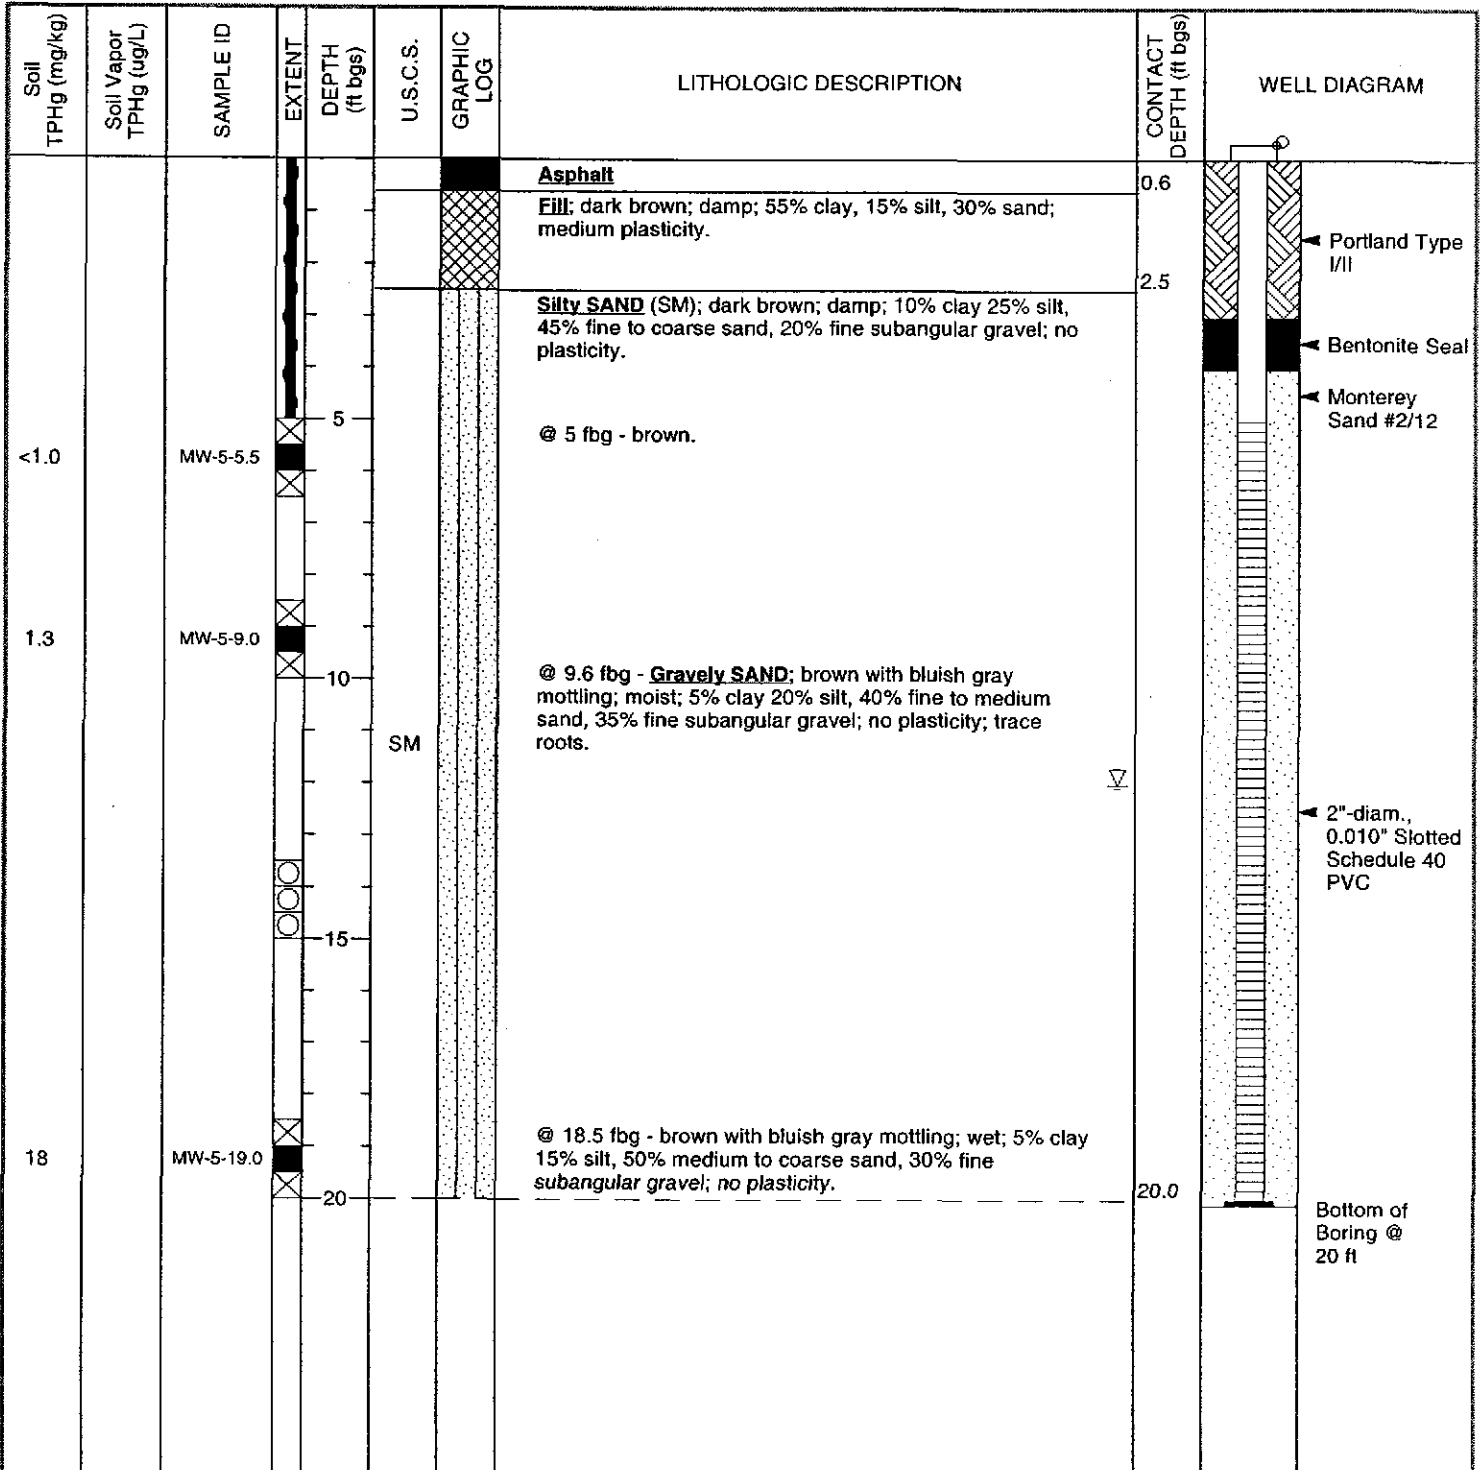 Soil
TPHg (mg/kg)
Soil Vapor
TPHg (ug/L)
SAMPLE ID
EXTENT
DEPTH
(ft bgs)
U.S.C.S.
GRAPHIC
LOG
LITHOLOGIC DESCRIPTION
CONTACT
DEPTH (ft bgs)
WELL DIAGRAM
Asphalt
0.6
Fill; dark brown; damp; 55% clay, 15% silt, 30% sand;
medium plasticity.
Portland Type
I/II
2.5
Silty SAND (SM); dark brown; damp; 10% clay 25% silt,
45% fine to coarse sand, 20% fine subangular gravel; no
plasticity.
Bentonite Seal
Monterey
Sand #2/12
5
@ 5 fbg - brown.
<1.0
MW-5-5.5
1.3
MW-5-9.0
10
@ 9.6 fbg - Gravely SAND; brown with bluish gray
mottling; moist; 5% clay 20% silt, 40% fine to medium
sand, 35% fine subangular gravel; no plasticity; trace
roots.
SM
2"-diam.,
0.010" Slotted
Schedule 40
PVC
15
@ 18.5 fbg - brown with bluish gray mottling; wet; 5% clay
15% silt, 50% medium to coarse sand, 30% fine
subangular gravel; no plasticity.
18
MW-5-19.0
20
20.0
Bottom of
Boring @
20 ft